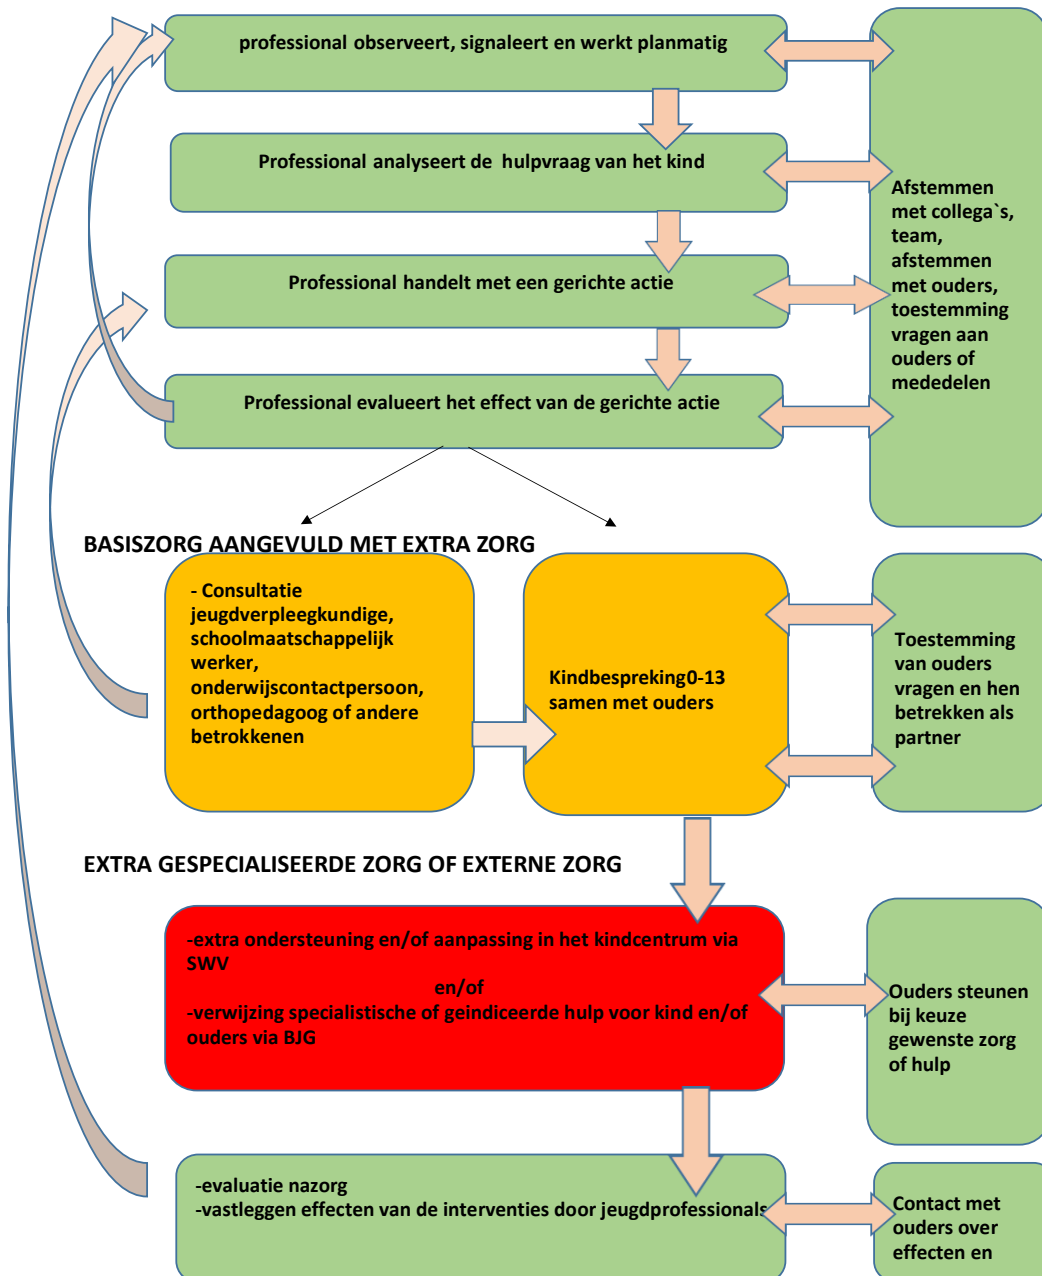 professional observeert, signaleert en werkt planmatig
Professional analyseert de hulpvraag van het kind
Professional handelt met een gerichte actie
Professional evalueert het effect van de gerichte actie
Afstemmen
met collega`s,
team,
afstemmen
met ouders,
toestemming
vragen aan
ouders of
mededelen
BASISZORG AANGEVULD MET EXTRA ZORG
- Consultatie
jeugdverpleegkundige,
schoolmaatschappelijk
werker,
onderwijscontactpersoon,
orthopedagoog of andere
betrokkenen
Kindbespreking0-13
samen met ouders
Toestemming
van ouders
vragen en hen
betrekken als
partner
EXTRA GESPECIALISEERDE ZORG OF EXTERNE ZORG
-extra ondersteuning en/of aanpassing in het kindcentrum via
SWV
en/of
-verwijzing specialistische of geindiceerde hulp voor kind en/of
ouders via BJG
Ouders steunen
bij keuze
gewenste zorg
of hulp
-evaluatie nazorg
-vastleggen effecten van de interventies door jeugdprofessionals
Contact met
ouders over
effecten en